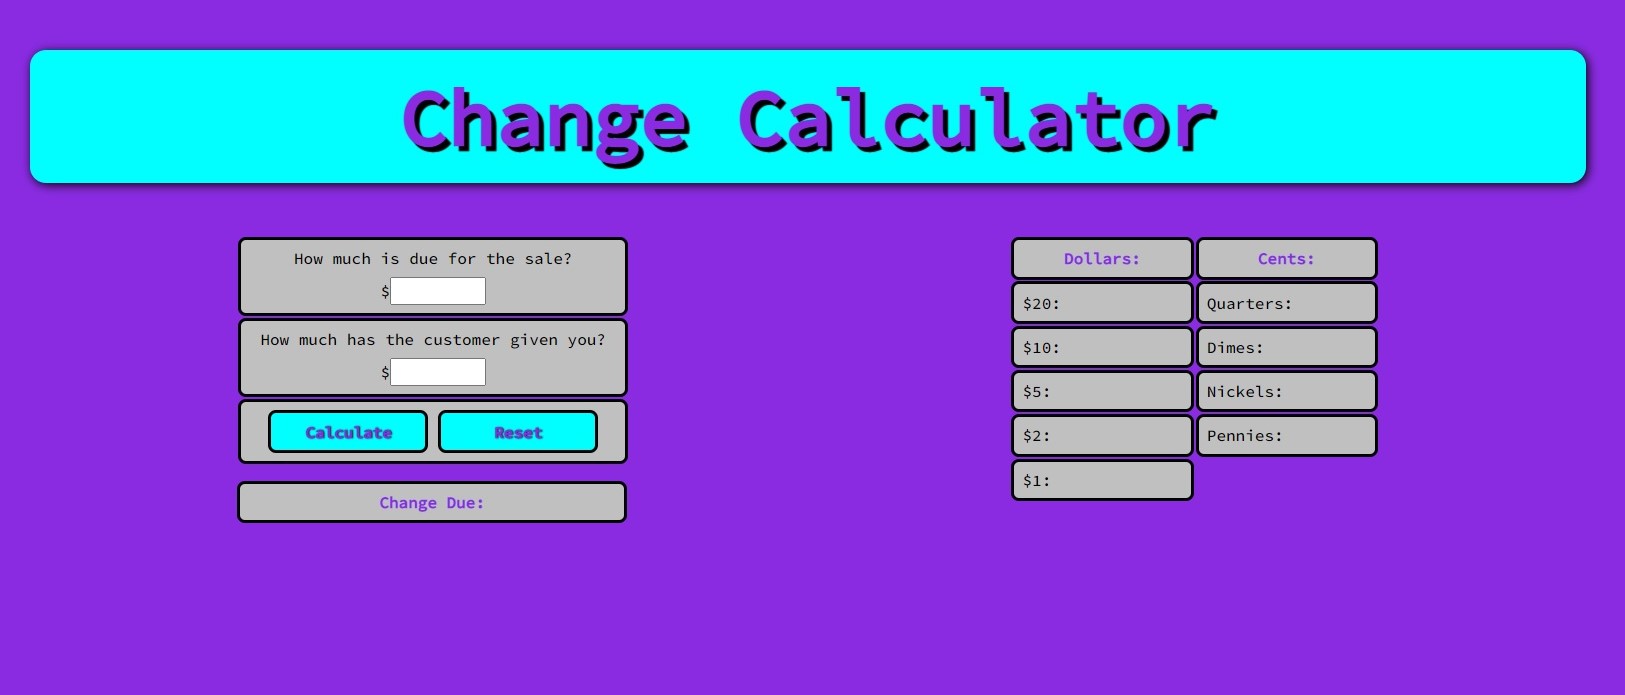 Change Calculator
How much is due for the sale?
$
How much has the customer given you?
$
Calculate
Reset
Change Due:
Dollars:
Cents:
$20:
Quarters:
$10:
Dimes:
$5:
Nickels:
$2:
Pennies:
$1: